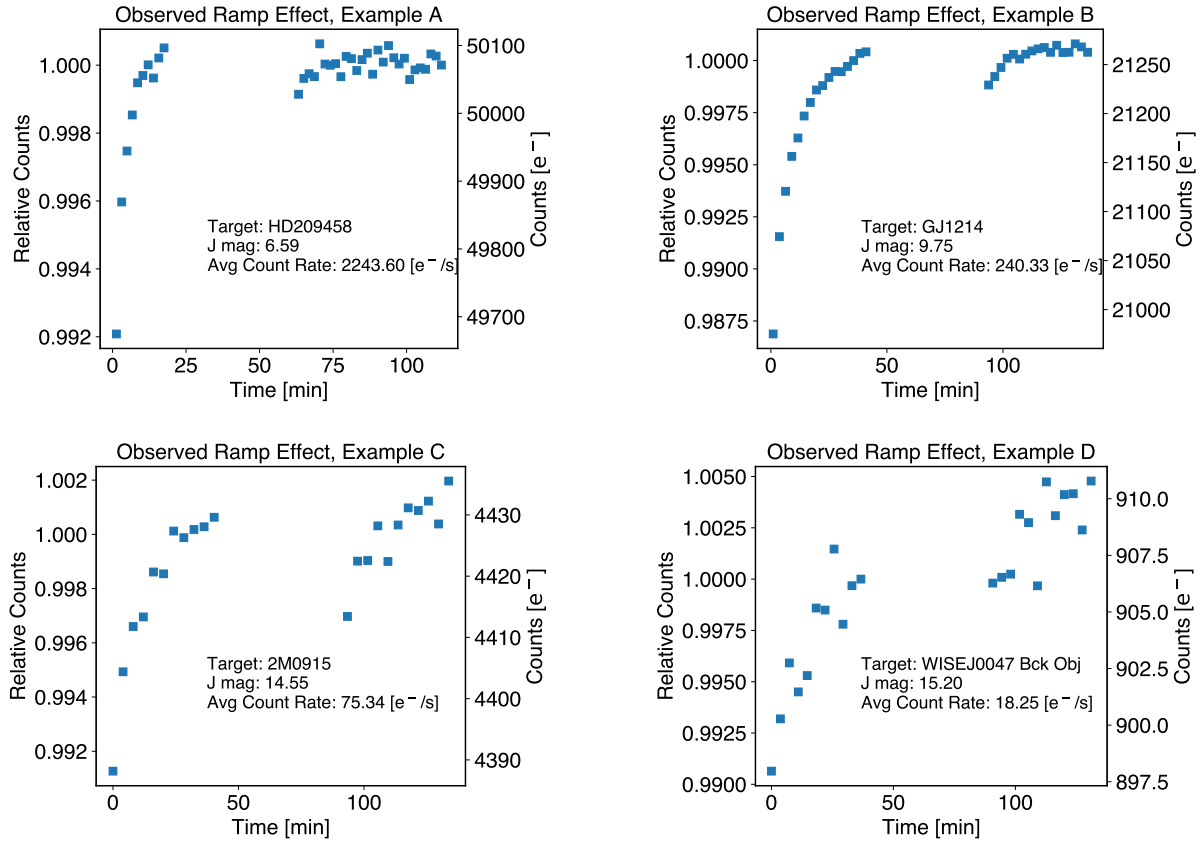 Observed Ramp Effect, Example A
1.000
0.998
0.996
0.994
0.992
Relative Counts
50100
50000
49900
49800
49700
Counts [e⁻]
Target: HD209458
J mag: 6.59
Avg Count Rate: 2243.60 [e⁻/s]
0 25 50 75 100
Time [min]
Observed Ramp Effect, Example B
1.0000
0.9975
0.9950
0.9925
0.9900
0.9875
Relative Counts
21250
21200
21150
21100
21050
21000
Counts [e⁻]
Target: GJ1214
J mag: 9.75
Avg Count Rate: 240.33 [e⁻/s]
0 50 100
Time [min]
Observed Ramp Effect, Example C
1.002
1.000
0.998
0.996
0.994
0.992
Relative Counts
4430
4420
4410
4400
4390
Counts [e⁻]
Target: 2M0915
J mag: 14.55
Avg Count Rate: 75.34 [e⁻/s]
0 50 100
Time [min]
Observed Ramp Effect, Example D
1.0050
1.0025
1.0000
0.9975
0.9950
0.9925
0.9900
Relative Counts
910.0
907.5
905.0
902.5
900.0
897.5
Counts [e⁻]
Target: WISEJ0047 Bck Obj
J mag: 15.20
Avg Count Rate: 18.25 [e⁻/s]
0 50 100
Time [min]